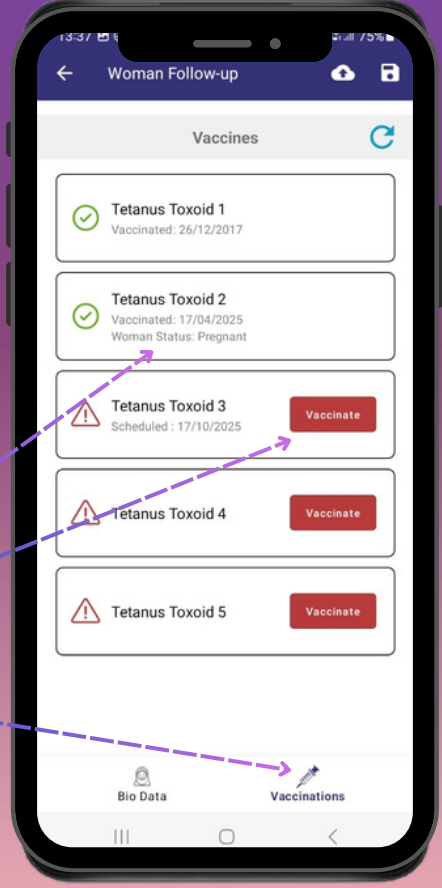 13:37
75%
Woman Follow-up
Vaccines
Tetanus Toxoid 1
Vaccinated: 26/12/2017
Tetanus Toxoid 2
Vaccinated: 17/04/2025
Woman Status: Pregnant
Tetanus Toxoid 3
Scheduled : 17/10/2025
Vaccinate
Tetanus Toxoid 4
Vaccinate
Tetanus Toxoid 5
Vaccinate
Bio Data
Vaccinations